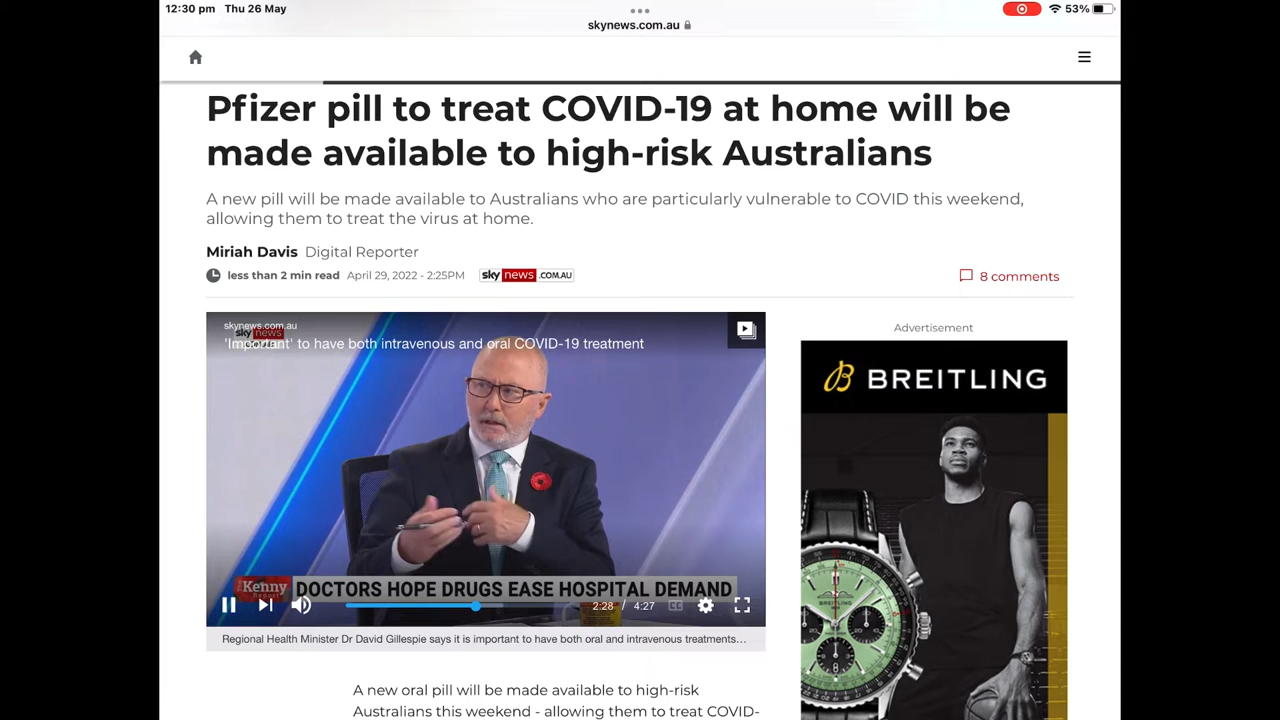 12:30 pm Thu 26 May
53%
skynews.com.au
Pfizer pill to treat COVID-19 at home will be
made available to high-risk Australians
A new pill will be made available to Australians who are particularly vulnerable to COVID this weekend,
allowing them to treat the virus at home.
Miriah Davis Digital Reporter
less than 2 min read April 29, 2022 - 2:25PM sky news .COM.AU
8 comments
skynews.com.au
sky news
'Important' to have both intravenous and oral COVID-19 treatment
Kenny
DOCTORS HOPE DRUGS EASE HOSPITAL DEMAND
2:28 / 4:27
CC
Regional Health Minister Dr David Gillespie says it is important to have both oral and intravenous treatments...
Advertisement
B BREITLING
BREITLING
A new oral pill will be made available to high-risk
Australians this weekend - allowing them to treat COVID-